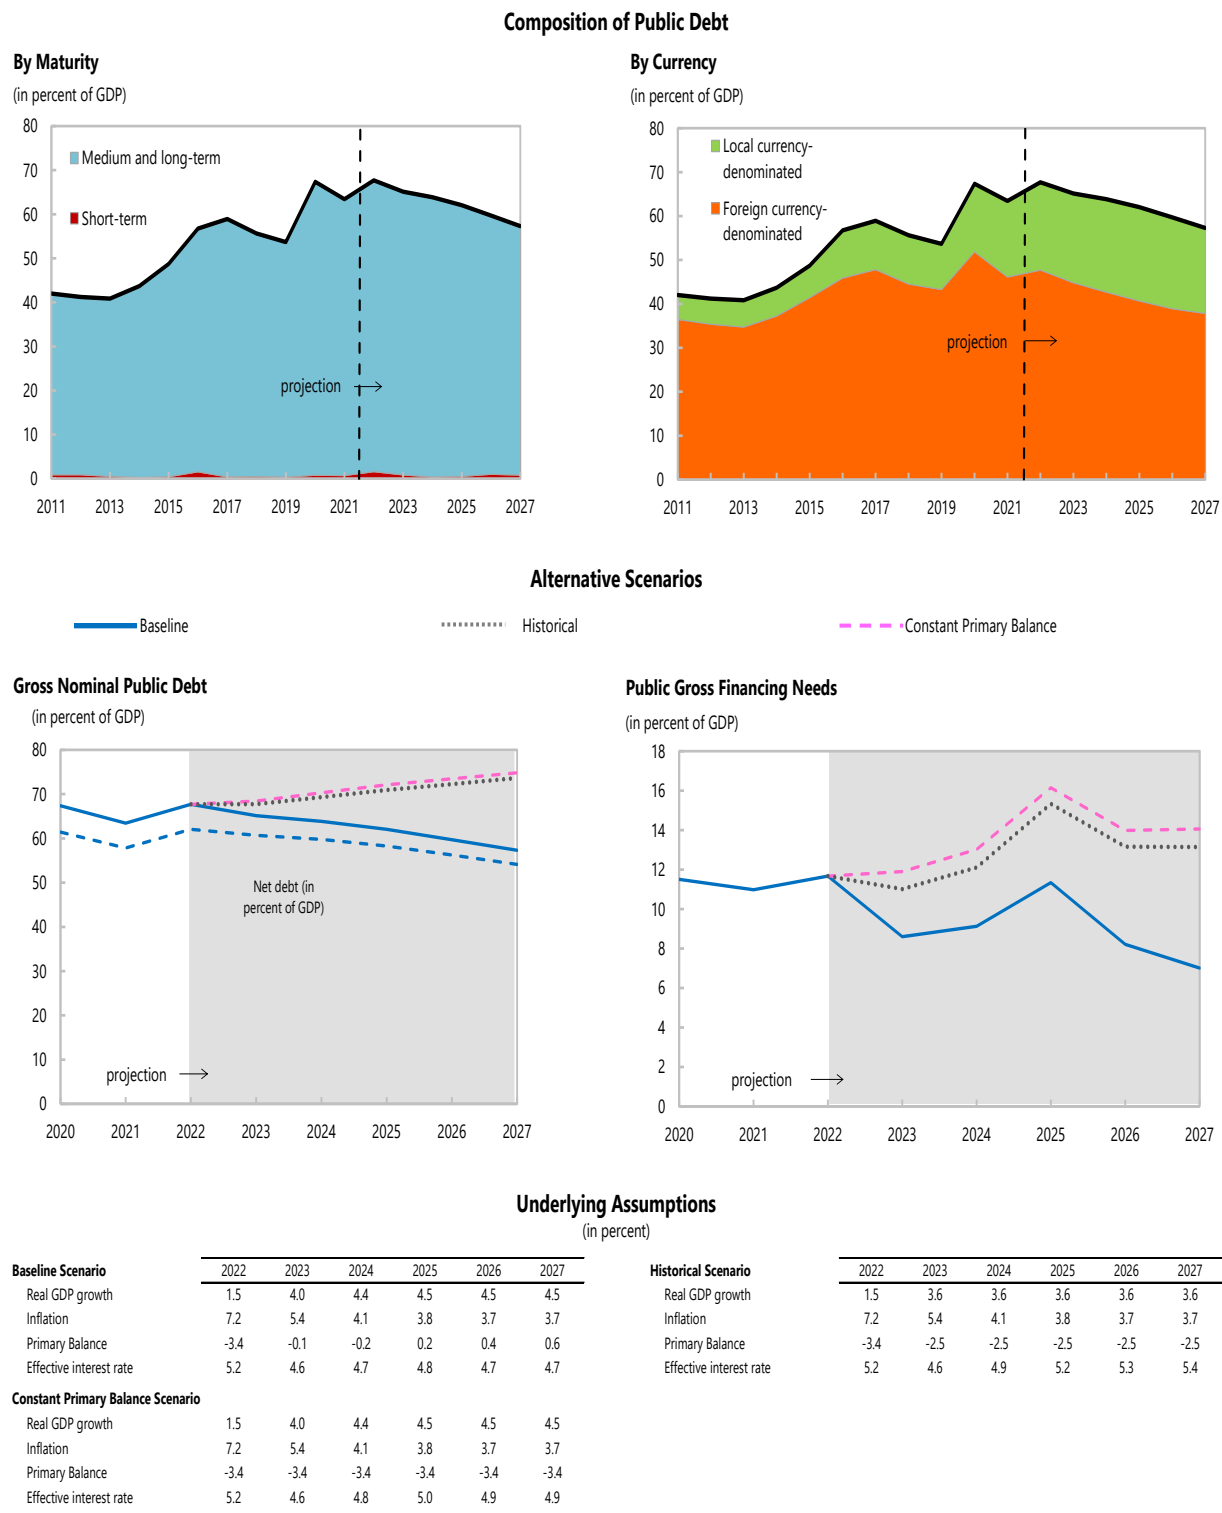 Composition of Public Debt
By Maturity
(in percent of GDP)
80
70
60
50
40
30
20
10
0
Medium and long-term
Short-term
projection
2011 2013 2015 2017 2019 2021 2023 2025 2027
By Currency
(in percent of GDP)
80
70
60
50
40
30
20
10
0
Local currency-
denominated
Foreign currency-
denominated
projection
2011 2013 2015 2017 2019 2021 2023 2025 2027
Alternative Scenarios
Baseline Historical Constant Primary Balance
Gross Nominal Public Debt
(in percent of GDP)
80
70
60
50
40
30
20
10
0
Net debt (in
percent of GDP)
projection
2020 2021 2022 2023 2024 2025 2026 2027
Public Gross Financing Needs
(in percent of GDP)
18
16
14
12
10
8
6
4
2
0
projection
2020 2021 2022 2023 2024 2025 2026 2027
Underlying Assumptions
(in percent)
Baseline Scenario 2022 2023 2024 2025 2026 2027
Real GDP growth 1.5 4.0 4.4 4.5 4.5 4.5
Inflation 7.2 5.4 4.1 3.8 3.7 3.7
Primary Balance -3.4 -0.1 -0.2 0.2 0.4 0.6
Effective interest rate 5.2 4.6 4.7 4.8 4.7 4.7
Constant Primary Balance Scenario
Real GDP growth 1.5 4.0 4.4 4.5 4.5 4.5
Inflation 7.2 5.4 4.1 3.8 3.7 3.7
Primary Balance -3.4 -3.4 -3.4 -3.4 -3.4 -3.4
Effective interest rate 5.2 4.6 4.8 5.0 4.9 4.9
Historical Scenario 2022 2023 2024 2025 2026 2027
Real GDP growth 1.5 3.6 3.6 3.6 3.6 3.6
Inflation 7.2 5.4 4.1 3.8 3.7 3.7
Primary Balance -3.4 -2.5 -2.5 -2.5 -2.5 -2.5
Effective interest rate 5.2 4.6 4.9 5.2 5.3 5.4